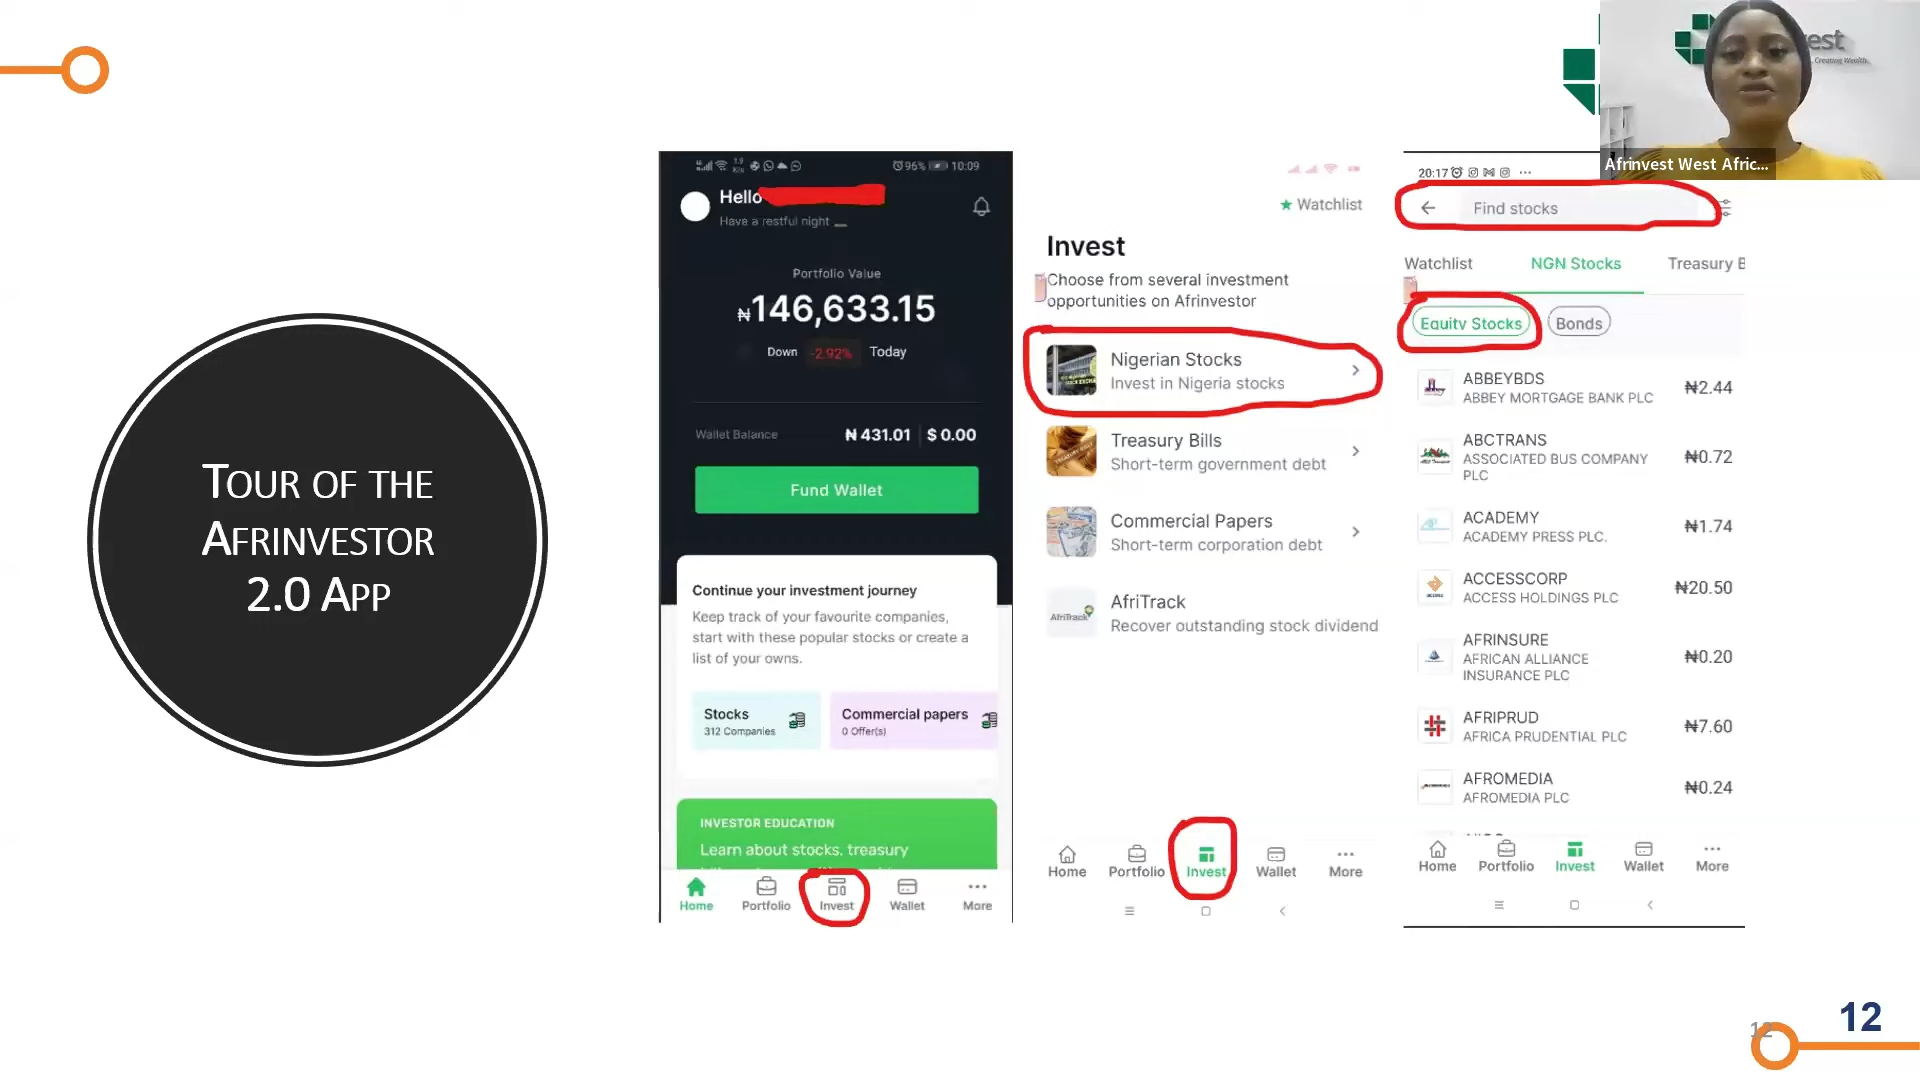 TOUR OF THE
AFRINVESTOR
2.0 APP
96% 10:09
Hello
Have a restful night
Portfolio Value
₦146,633.15
Down -2.92% Today
Wallet Balance ₦ 431.01 $ 0.00
Fund Wallet
Continue your investment journey
Keep track of your favourite companies,
start with these popular stocks or create a
list of your owns.
Stocks
312 Companies
Commercial papers
0 Offer(s)
INVESTOR EDUCATION
Learn about stocks. treasury
Home Portfolio Invest Wallet More
★ Watchlist
Invest
Choose from several investment
opportunities on Afrinvestor
Nigerian Stocks
Invest in Nigeria stocks
Treasury Bills
Short-term government debt
Commercial Papers
Short-term corporation debt
AfriTrack
AfriTrack
Recover outstanding stock dividend
Home Portfolio Invest Wallet More
20:17
Find stocks
Watchlist NGN Stocks Treasury B
Equity Stocks Bonds
ABBEYBDS
ABBEY MORTGAGE BANK PLC
₦2.44
ABCTRANS
ASSOCIATED BUS COMPANY
PLC
₦0.72
ACADEMY
ACADEMY PRESS PLC.
₦1.74
ACCESSCORP
ACCESS HOLDINGS PLC
₦20.50
AFRINSURE
AFRICAN ALLIANCE
INSURANCE PLC
₦0.20
AFRIPRUD
AFRICA PRUDENTIAL PLC
₦7.60
AFROMEDIA
AFROMEDIA PLC
₦0.24
Home Portfolio Invest Wallet More
est
Creating Wealth.
Afrinvest West Afric...
12
12